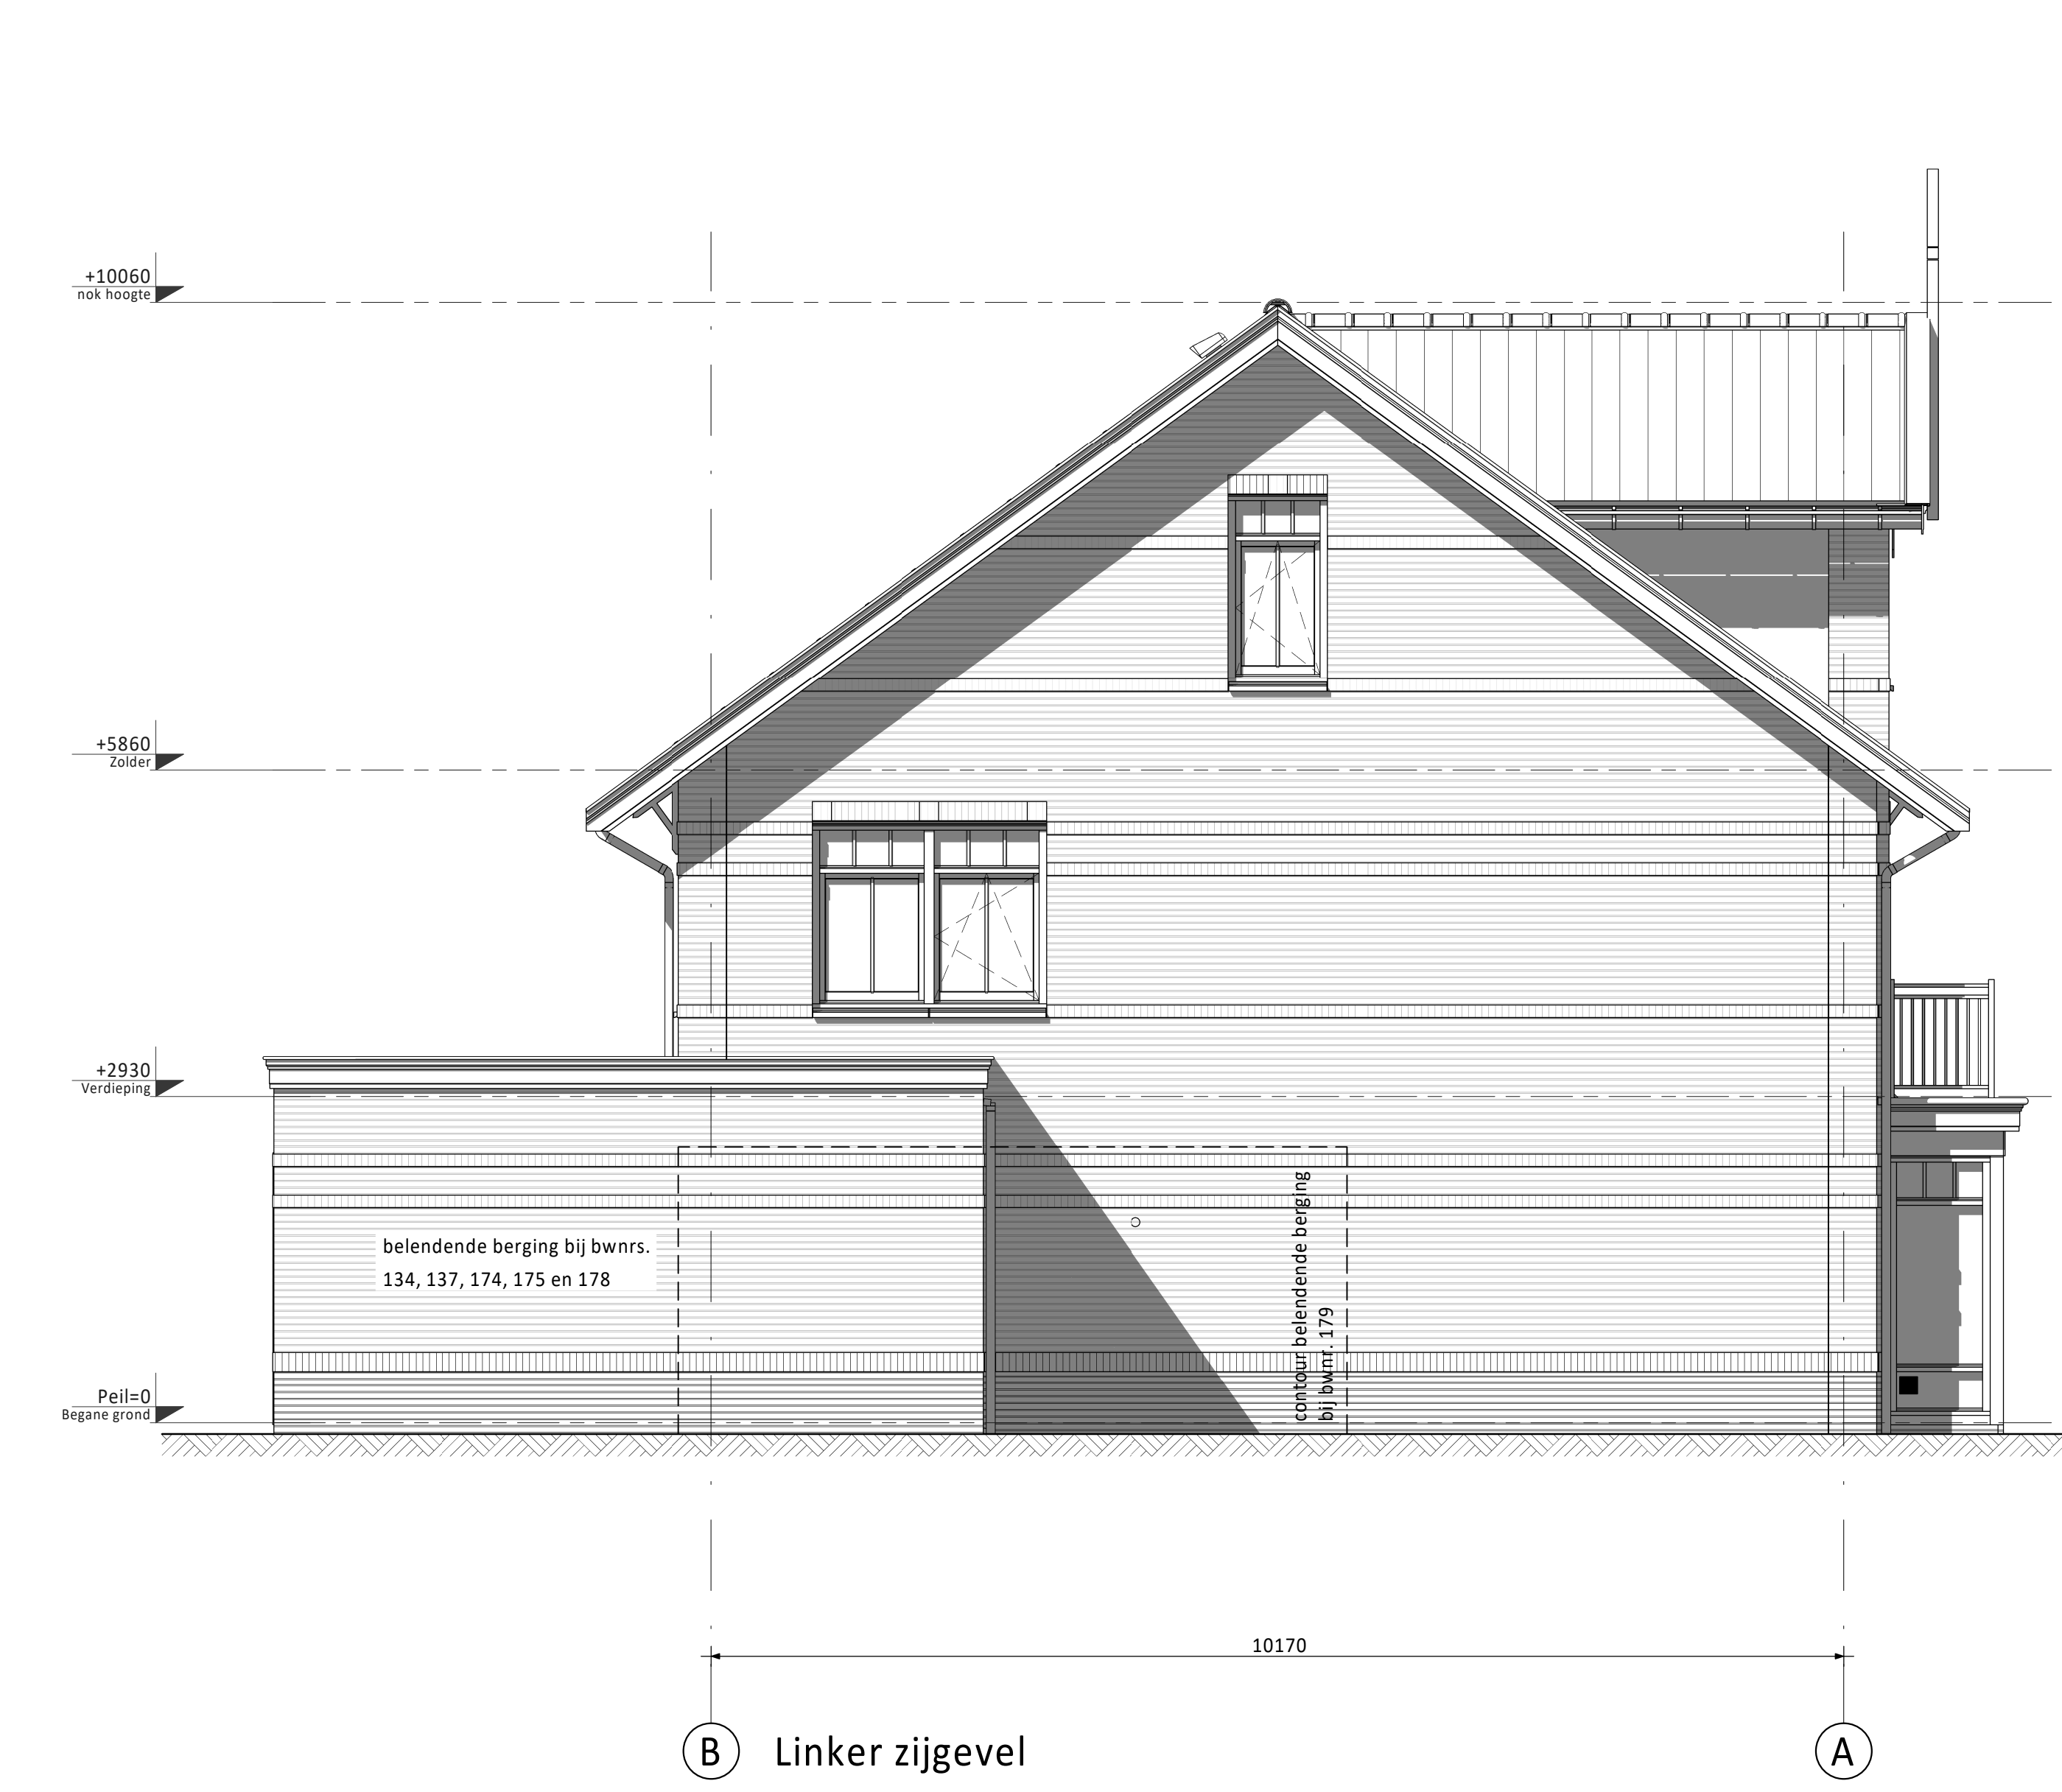 +10060
nok hoogte
+5860
Zolder
+2930
Verdieping
belendende berging bij bwnrs.
134, 137, 174, 175 en 178
contour belendende berging
bij bwnr. 179
Peil=0
Begane grond
10170
B
Linker zijgevel
A